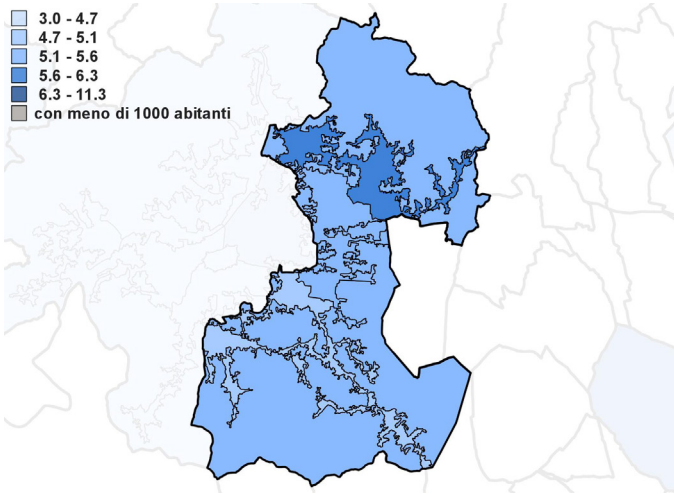 3.0 - 4.7
4.7 - 5.1
5.1 - 5.6
5.6 - 6.3
6.3 - 11.3
con meno di 1000 abitanti